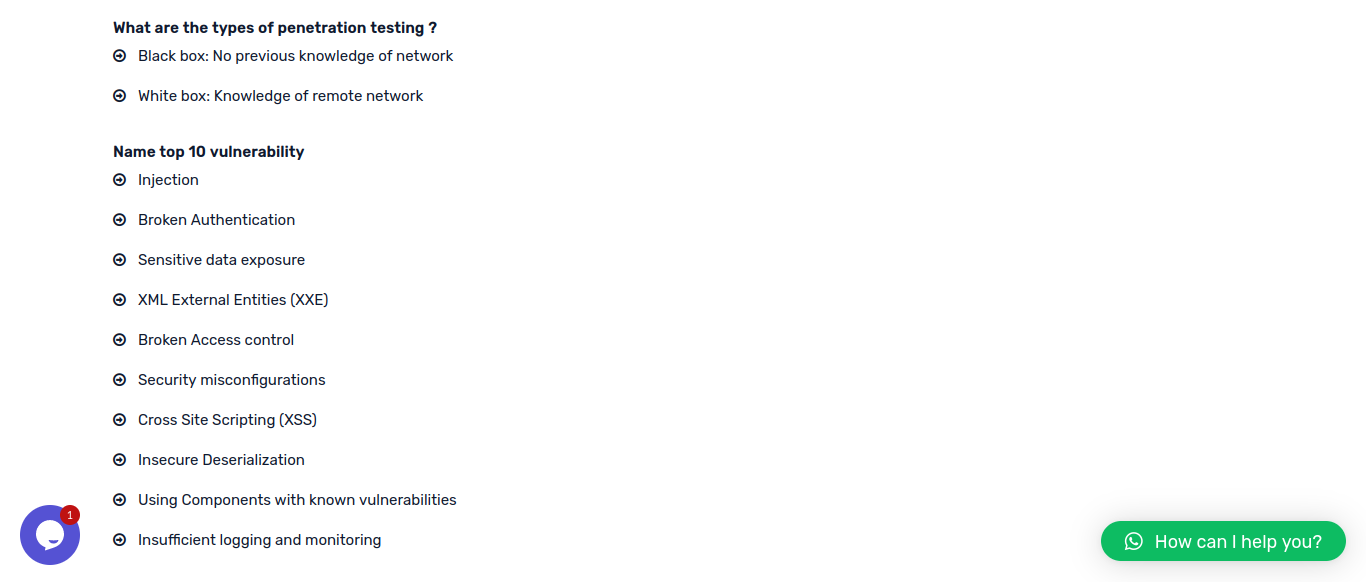 What are the types of penetration testing ?
Black box: No previous knowledge of network
White box: Knowledge of remote network
Name top 10 vulnerability
Injection
Broken Authentication
Sensitive data exposure
XML External Entities (XXE)
Broken Access control
Security misconfigurations
Cross Site Scripting (XSS)
Insecure Deserialization
Using Components with known vulnerabilities
Insufficient logging and monitoring
1
How can I help you?